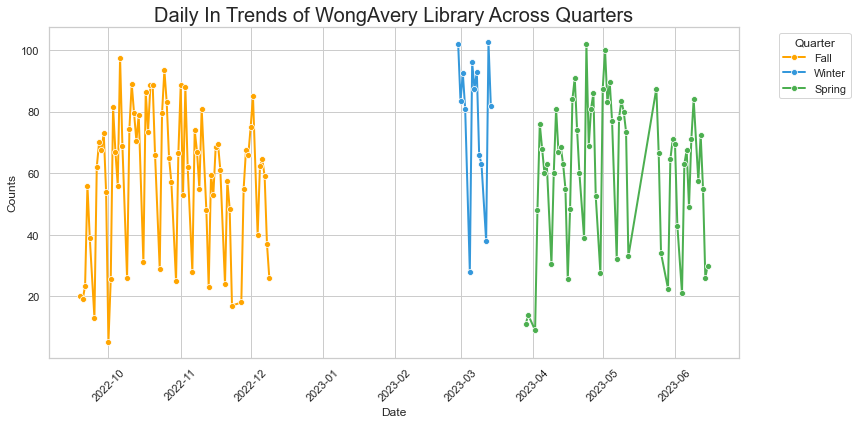 Daily In Trends of WongAvery Library Across Quarters
Quarter
Fall
Winter
Spring
Counts
100
80
60
40
20
2022-10
2022-11
2022-12
2023-01
2023-02
2023-03
2023-04
2023-05
2023-06
Date